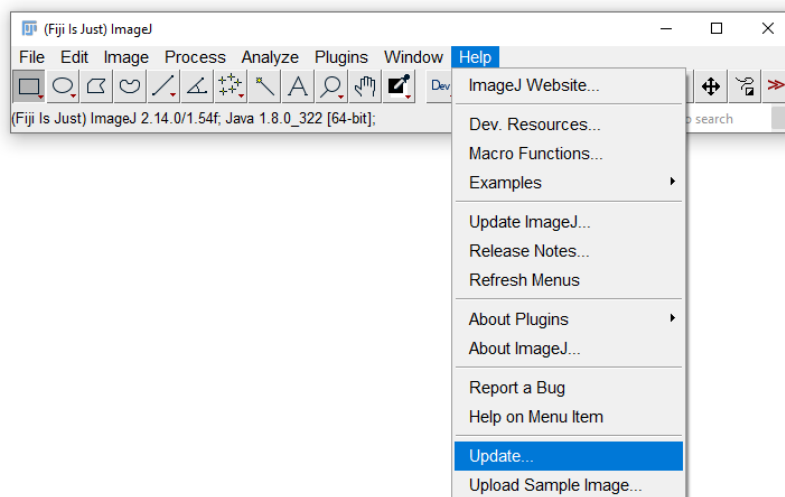 (Fiji Is Just) ImageJ
File Edit Image Process Analyze Plugins Window Help
Dev
(Fiji Is Just) ImageJ 2.14.0/1.54f; Java 1.8.0_322 [64-bit];
search
ImageJ Website...
Dev. Resources...
Macro Functions...
Examples
Update ImageJ...
Release Notes...
Refresh Menus
About Plugins
About ImageJ...
Report a Bug
Help on Menu Item
Update...
Upload Sample Image...